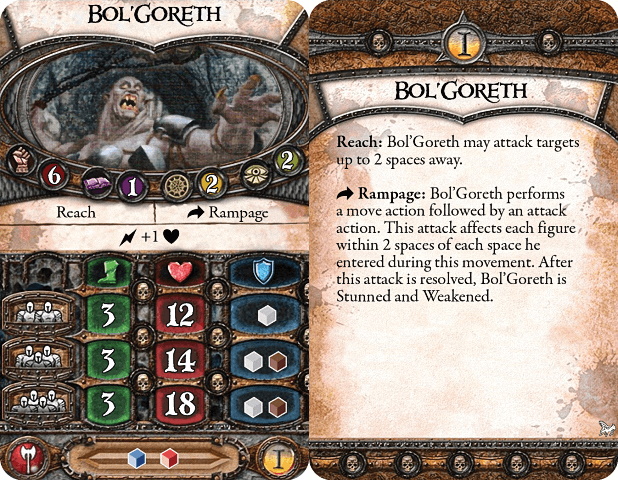 BOL'GORETH
6
1
2
2
Reach
Rampage
+1
3 12
3 14
3 18
I
I
BOL'GORETH
Reach: Bol'Goreth may attack targets
up to 2 spaces away.
Rampage: Bol'Goreth performs
a move action followed by an attack
action. This attack affects each figure
within 2 spaces of each space he
entered during this movement. After
this attack is resolved, Bol'Goreth is
Stunned and Weakened.